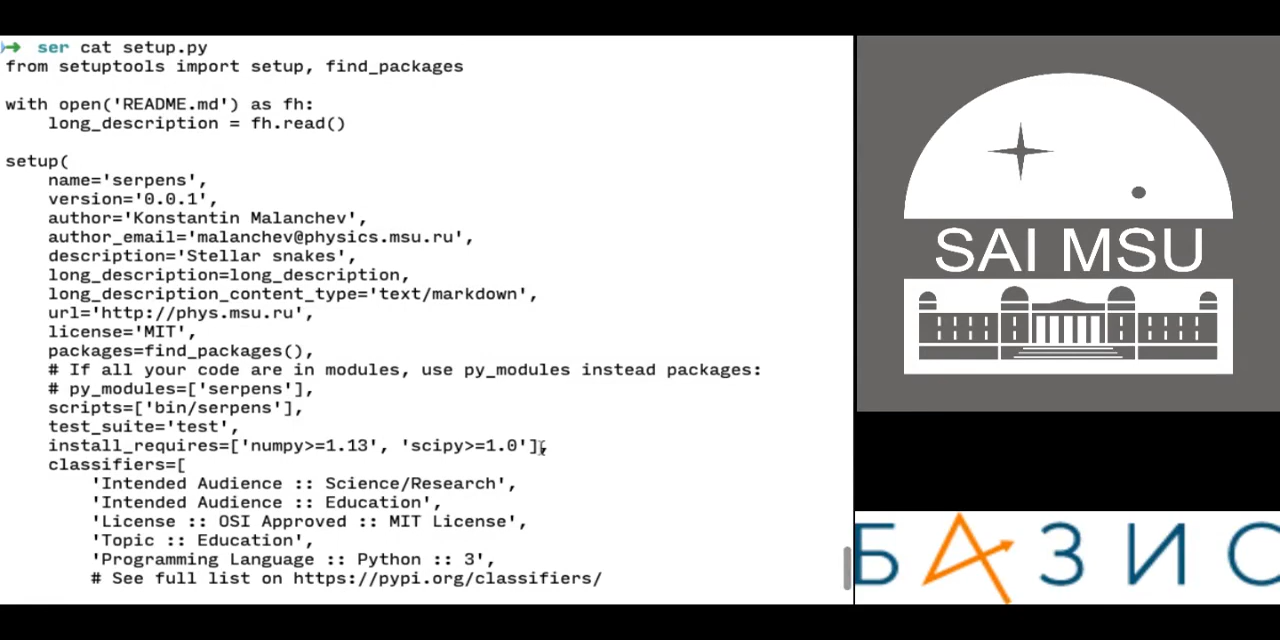 ➜ ser cat setup.py
from setuptools import setup, find_packages
with open('README.md') as fh:
    long_description = fh.read()
setup(
    name='serpens',
    version='0.0.1',
    author='Konstantin Malanchev',
    author_email='malanchev@physics.msu.ru',
    description='Stellar snakes',
    long_description=long_description,
    long_description_content_type='text/markdown',
    url='http://phys.msu.ru',
    license='MIT',
    packages=find_packages(),
    # If all your code are in modules, use py_modules instead packages:
    # py_modules=['serpens'],
    scripts=['bin/serpens'],
    test_suite='test',
    install_requires=['numpy>=1.13', 'scipy>=1.0'],
    classifiers=[
        'Intended Audience :: Science/Research',
        'Intended Audience :: Education',
        'License :: OSI Approved :: MIT License',
        'Topic :: Education',
        'Programming Language :: Python :: 3',
        # See full list on https://pypi.org/classifiers/
SAI MSU
БАЗИС